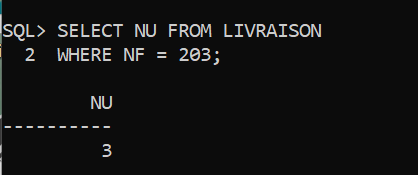 SQL> SELECT NU FROM LIVRAISON
  2  WHERE NF = 203;
        NU
----------
         3